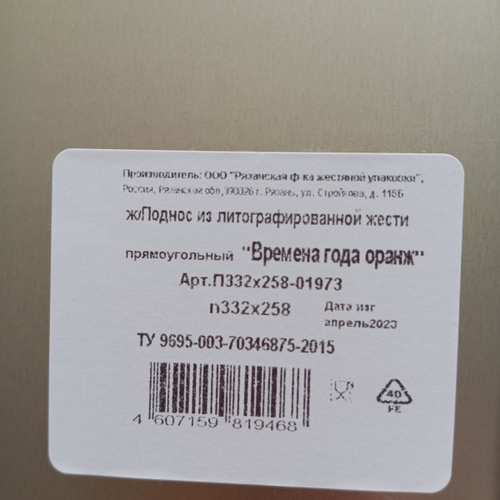 Производитель: ООО "Рязанская ф-ка жестяной упаковки",
Россия, Рязанская обл, 390026 г. Рязань, ул. Стройкова, д. 116Б
ж/Поднос из литографированной жести
прямоугольный "Времена года оранж"
Арт.П332х258-01973
п332х258 Дата изг
апрель2023
ТУ 9695-003-70346875-2015
4 607159 819468
40
FE